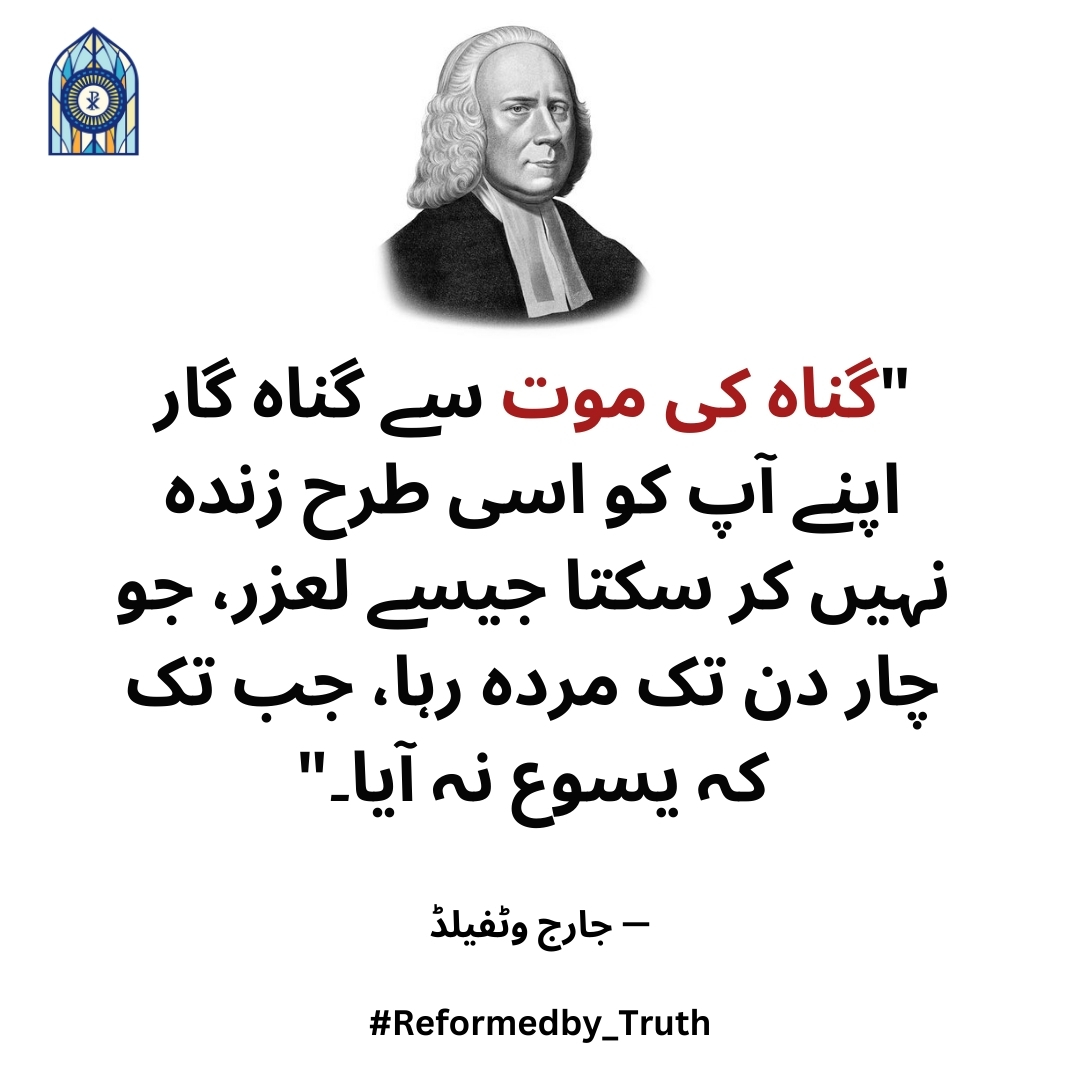 "گناہ کی موت سے گناہ گار
اپنے آپ کو اسی طرح زندہ
نہیں کر سکتا جیسے لعزر، جو
چار دن تک مردہ رہا، جب تک
کہ یسوع نہ آیا۔"
— جارج وٹفیلڈ
#Reformedby_Truth